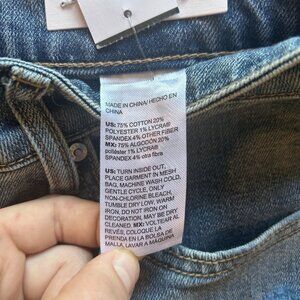 MADE IN CHINA/ HECHO EN
CHINA
US: 75% COTTON 20%
POLYESTER 1% LYCRA®
SPANDEX 4% OTHER FIBER
MX: 75% ALGODÓN 20%
poliéster 1% LYCRA®
SPANDEX 4% otra fibra
US: TURN INSIDE OUT,
PLACE GARMENT IN MESH
BAG, MACHINE WASH COLD,
GENTLE CYCLE, ONLY
NON-CHLORINE BLEACH,
TUMBLE DRY LOW, WARM
IRON, DO NOT IRON ON
DECORATION, MAY BE DRY
CLEANED. MX: VOLTEAR AL
REVÉS, COLOQUE LA
PRENDA EN LA BOLSA DE
MALLA, LAVAR A MÁQUINA